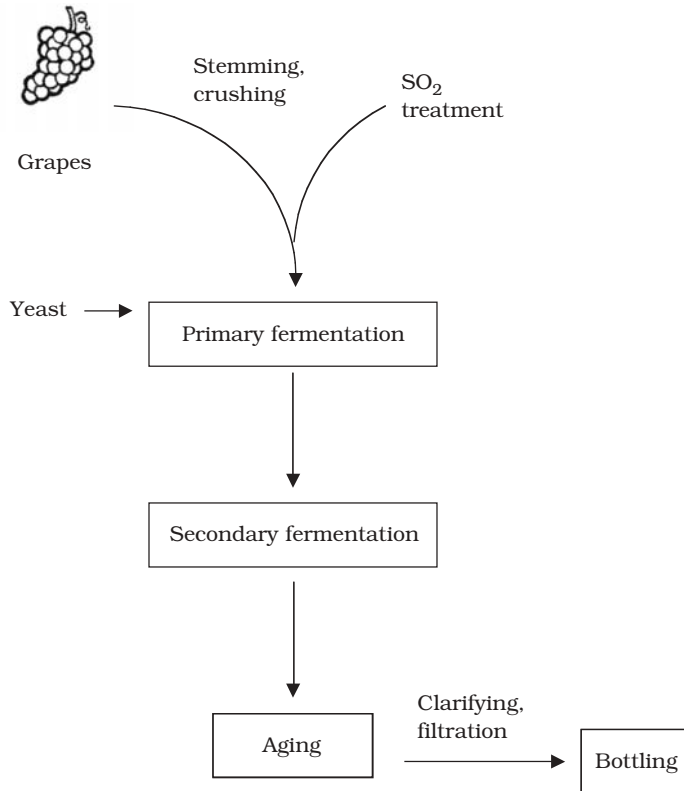 Stemming,
crushing
SO₂
treatment
Grapes
Yeast
Primary fermentation
Secondary fermentation
Aging
Clarifying,
filtration
Bottling